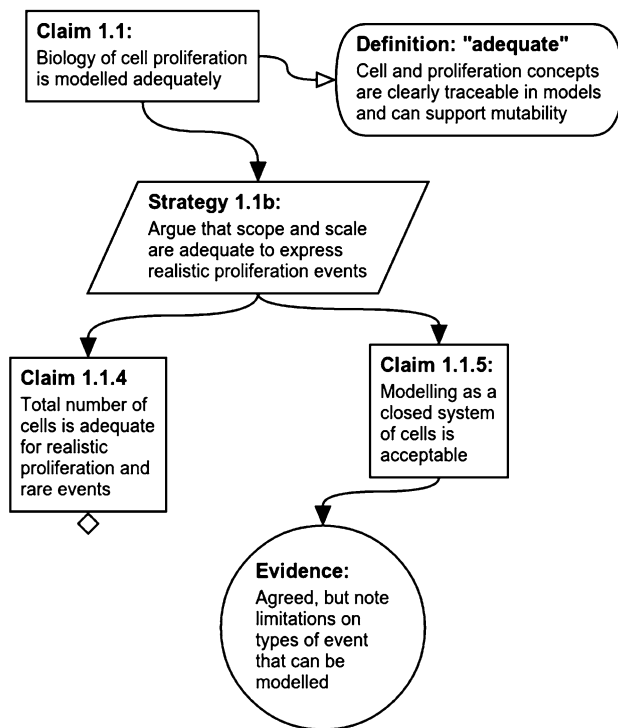 Claim 1.1:
Biology of cell proliferation
is modelled adequately
Definition: "adequate"
Cell and proliferation concepts
are clearly traceable in models
and can support mutability
Strategy 1.1b:
Argue that scope and scale
are adequate to express
realistic proliferation events
Claim 1.1.4
Total number of
cells is adequate
for realistic
proliferation and
rare events
Claim 1.1.5:
Modelling as a
closed system
of cells is
acceptable
Evidence:
Agreed, but note
limitations on
types of event
that can be
modelled